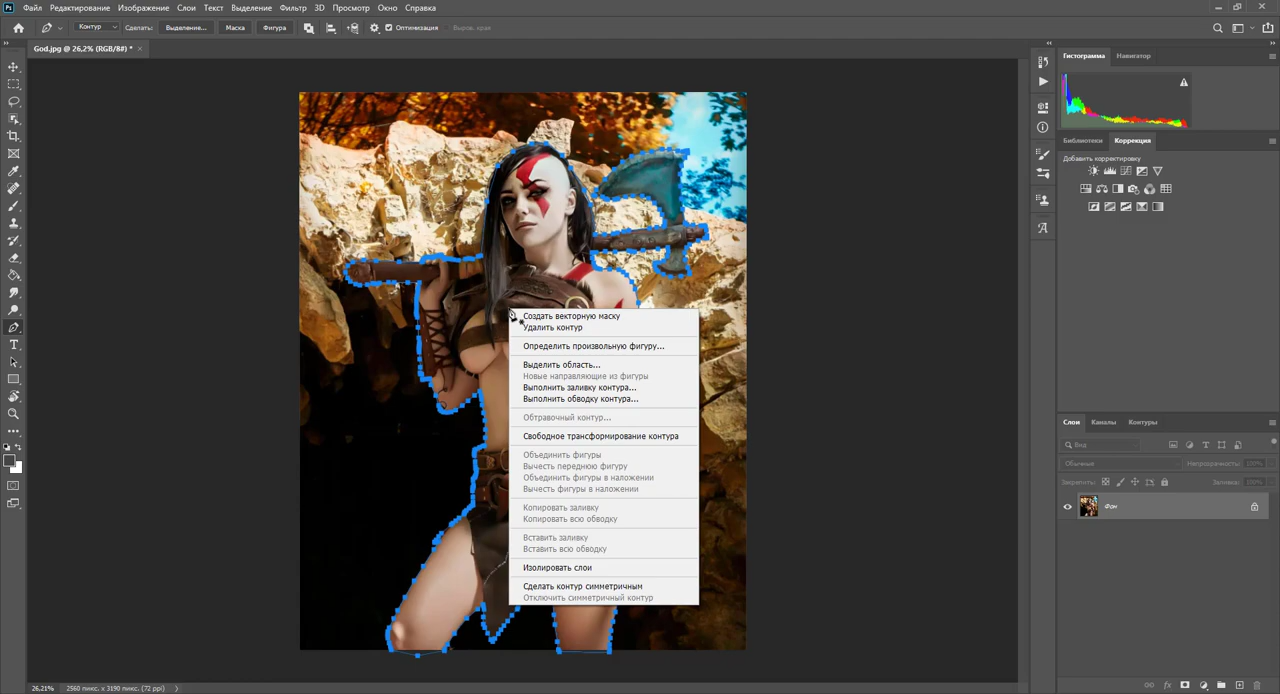 Ps Файл Редактирование Изображение Слои Текст Выделение Фильтр 3D Просмотр Окно Справка
Контур Сделать: Выделение... Маска Фигура Оптимизация Выров. края
God.jpg @ 26,2% (RGB/8#) * ×
Гистограмма Навигатор
Библиотеки Коррекция
Добавить корректировку
Создать векторную маску
Удалить контур
Определить произвольную фигуру...
Выделить область...
Новые направляющие из фигуры
Выполнить заливку контура...
Выполнить обводку контура...
Обтравочный контур...
Свободное трансформирование контура
Объединить фигуры
Вычесть переднюю фигуру
Объединить фигуры в наложении
Вычесть фигуры в наложении
Копировать заливку
Копировать всю обводку
Вставить заливку
Вставить всю обводку
Изолировать слои
Сделать контур симметричным
Отключить симметричный контур
Слои Каналы Контуры
Вид
Обычные Непрозрачность: 100%
Закрепить: Заливка: 100%
Фон
26,21% 2560 пикс. x 3190 пикс. (72 ppi)